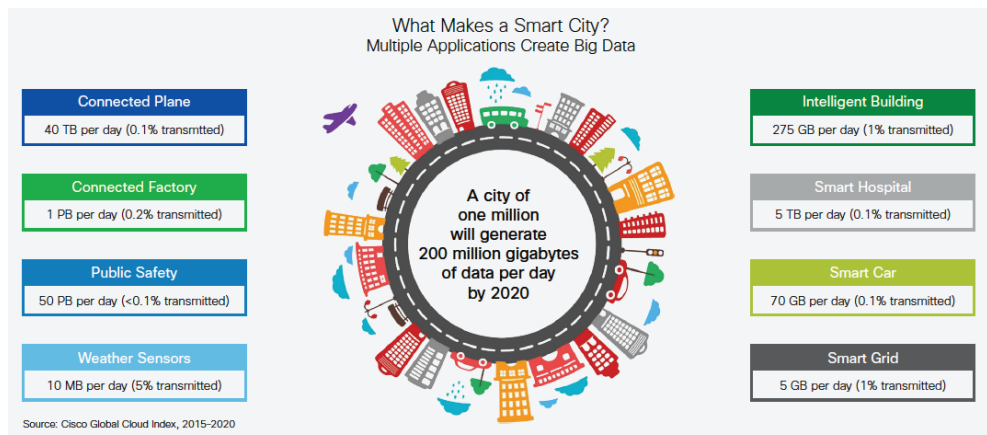 What Makes a Smart City?
Multiple Applications Create Big Data
Connected Plane
40 TB per day (0.1% transmtted)
Connected Factory
1 PB per day (0.2% transmitted)
Public Safety
50 PB per day (<0.1% transmitted)
Weather Sensors
10 MB per day (5% transmitted)
A city of
one million
will generate
200 million gigabytes
of data per day
by 2020
Intelligent Building
275 GB per day (1% transmitted)
Smart Hospital
5 TB per day (0.1% transmitted)
Smart Car
70 GB per day (0.1% transmitted)
Smart Grid
5 GB per day (1% transmitted)
Source: Cisco Global Cloud Index, 2015-2020